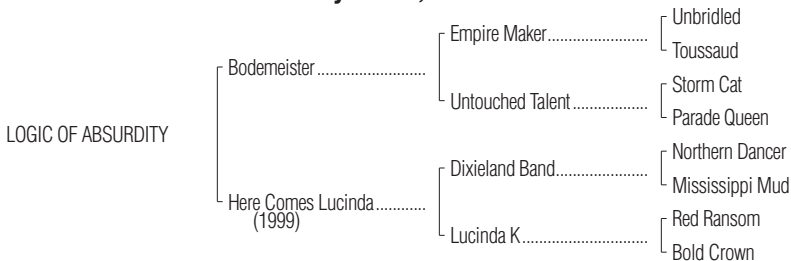 Unbridled
Empire Maker
Toussaud
Bodemeister
Storm Cat
Untouched Talent
Parade Queen
LOGIC OF ABSURDITY
Northern Dancer
Dixieland Band
Mississippi Mud
Here Comes Lucinda
(1999)
Red Ransom
Lucinda K
Bold Crown